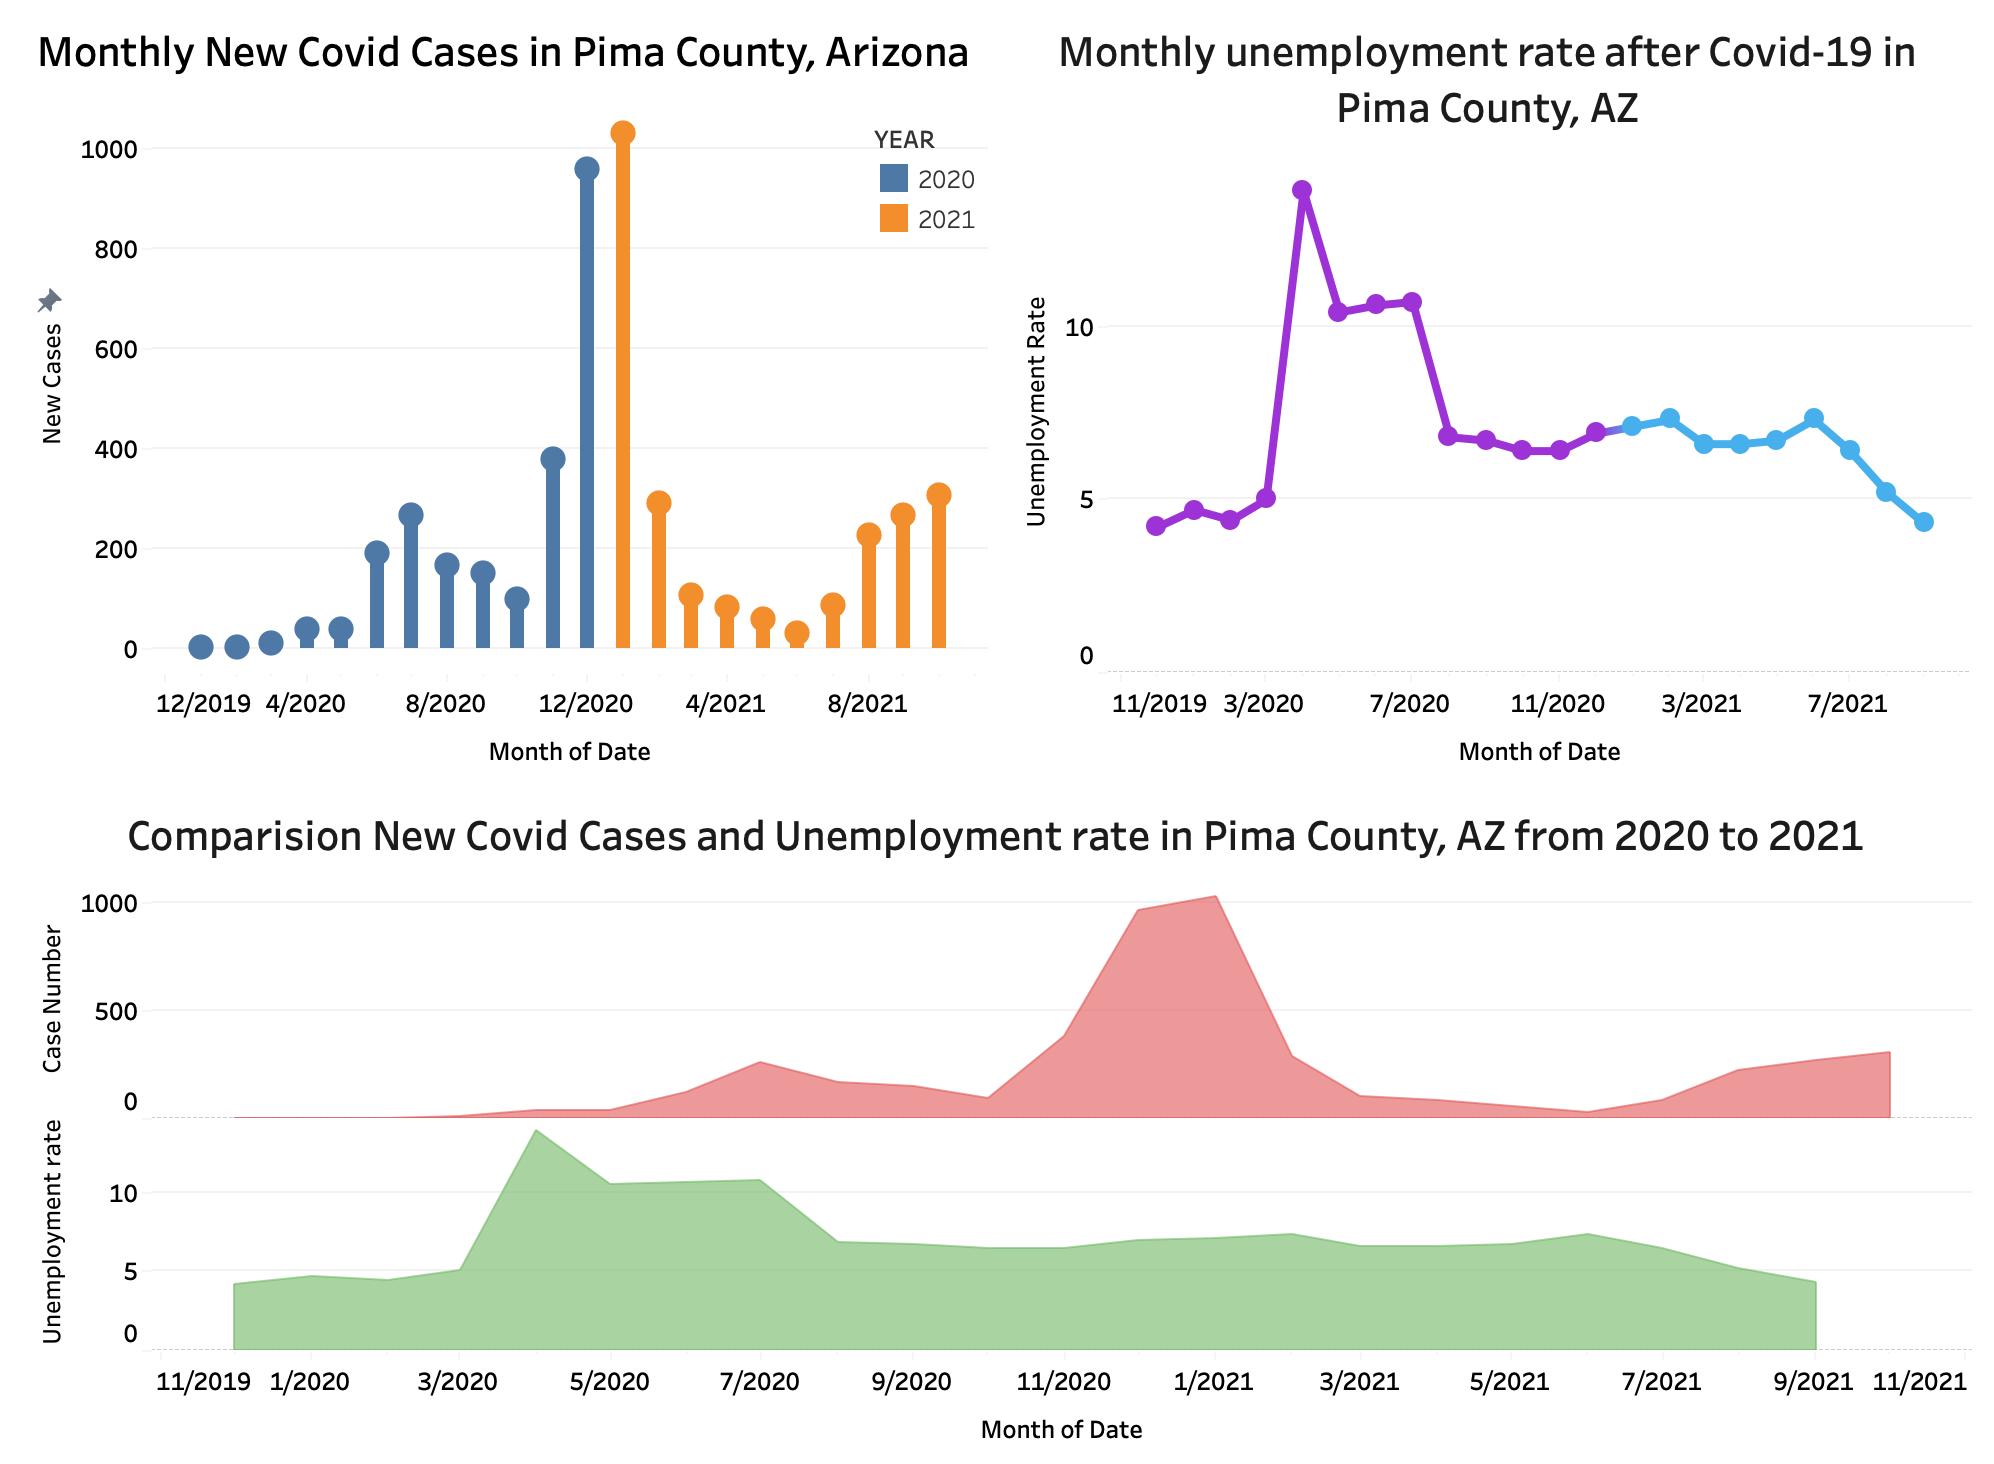 Monthly New Covid Cases in Pima County, Arizona
YEAR
2020
2021
1000
800
600
400
200
0
New Cases
12/2019 4/2020 8/2020 12/2020 4/2021 8/2021
Month of Date
Monthly unemployment rate after Covid-19 in
Pima County, AZ
10
5
0
Unemployment Rate
11/2019 3/2020 7/2020 11/2020 3/2021 7/2021
Month of Date
Comparision New Covid Cases and Unemployment rate in Pima County, AZ from 2020 to 2021
1000
500
0
Case Number
10
5
0
Unemployment rate
11/2019 1/2020 3/2020 5/2020 7/2020 9/2020 11/2020 1/2021 3/2021 5/2021 7/2021 9/2021 11/2021
Month of Date